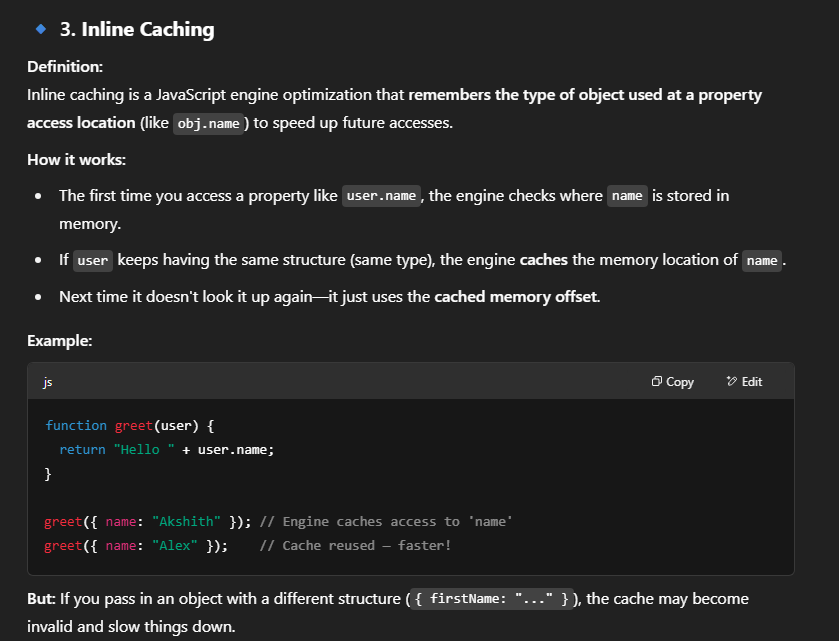 🔹 3. Inline Caching
Definition:
Inline caching is a JavaScript engine optimization that remembers the type of object used at a property
access location (like obj.name) to speed up future accesses.
How it works:
• The first time you access a property like user.name, the engine checks where name is stored in
memory.
• If user keeps having the same structure (same type), the engine caches the memory location of name.
• Next time it doesn't look it up again—it just uses the cached memory offset.
Example:
js Copy Edit
function greet(user) {
  return "Hello " + user.name;
}
greet({ name: "Akshith" }); // Engine caches access to 'name'
greet({ name: "Alex" });    // Cache reused — faster!
But: If you pass in an object with a different structure ({ firstName: "..." }), the cache may become
invalid and slow things down.